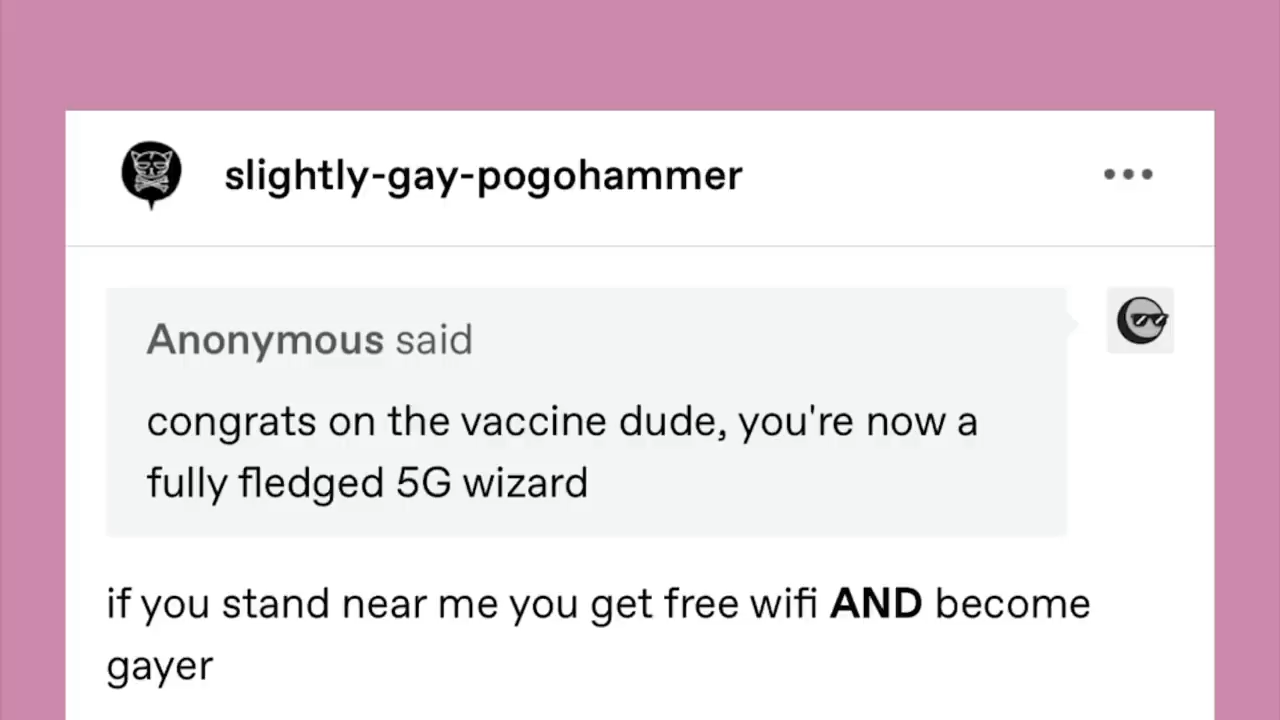 slightly-gay-pogohammer
Anonymous said
congrats on the vaccine dude, you're now a
fully fledged 5G wizard
if you stand near me you get free wifi AND become
gayer